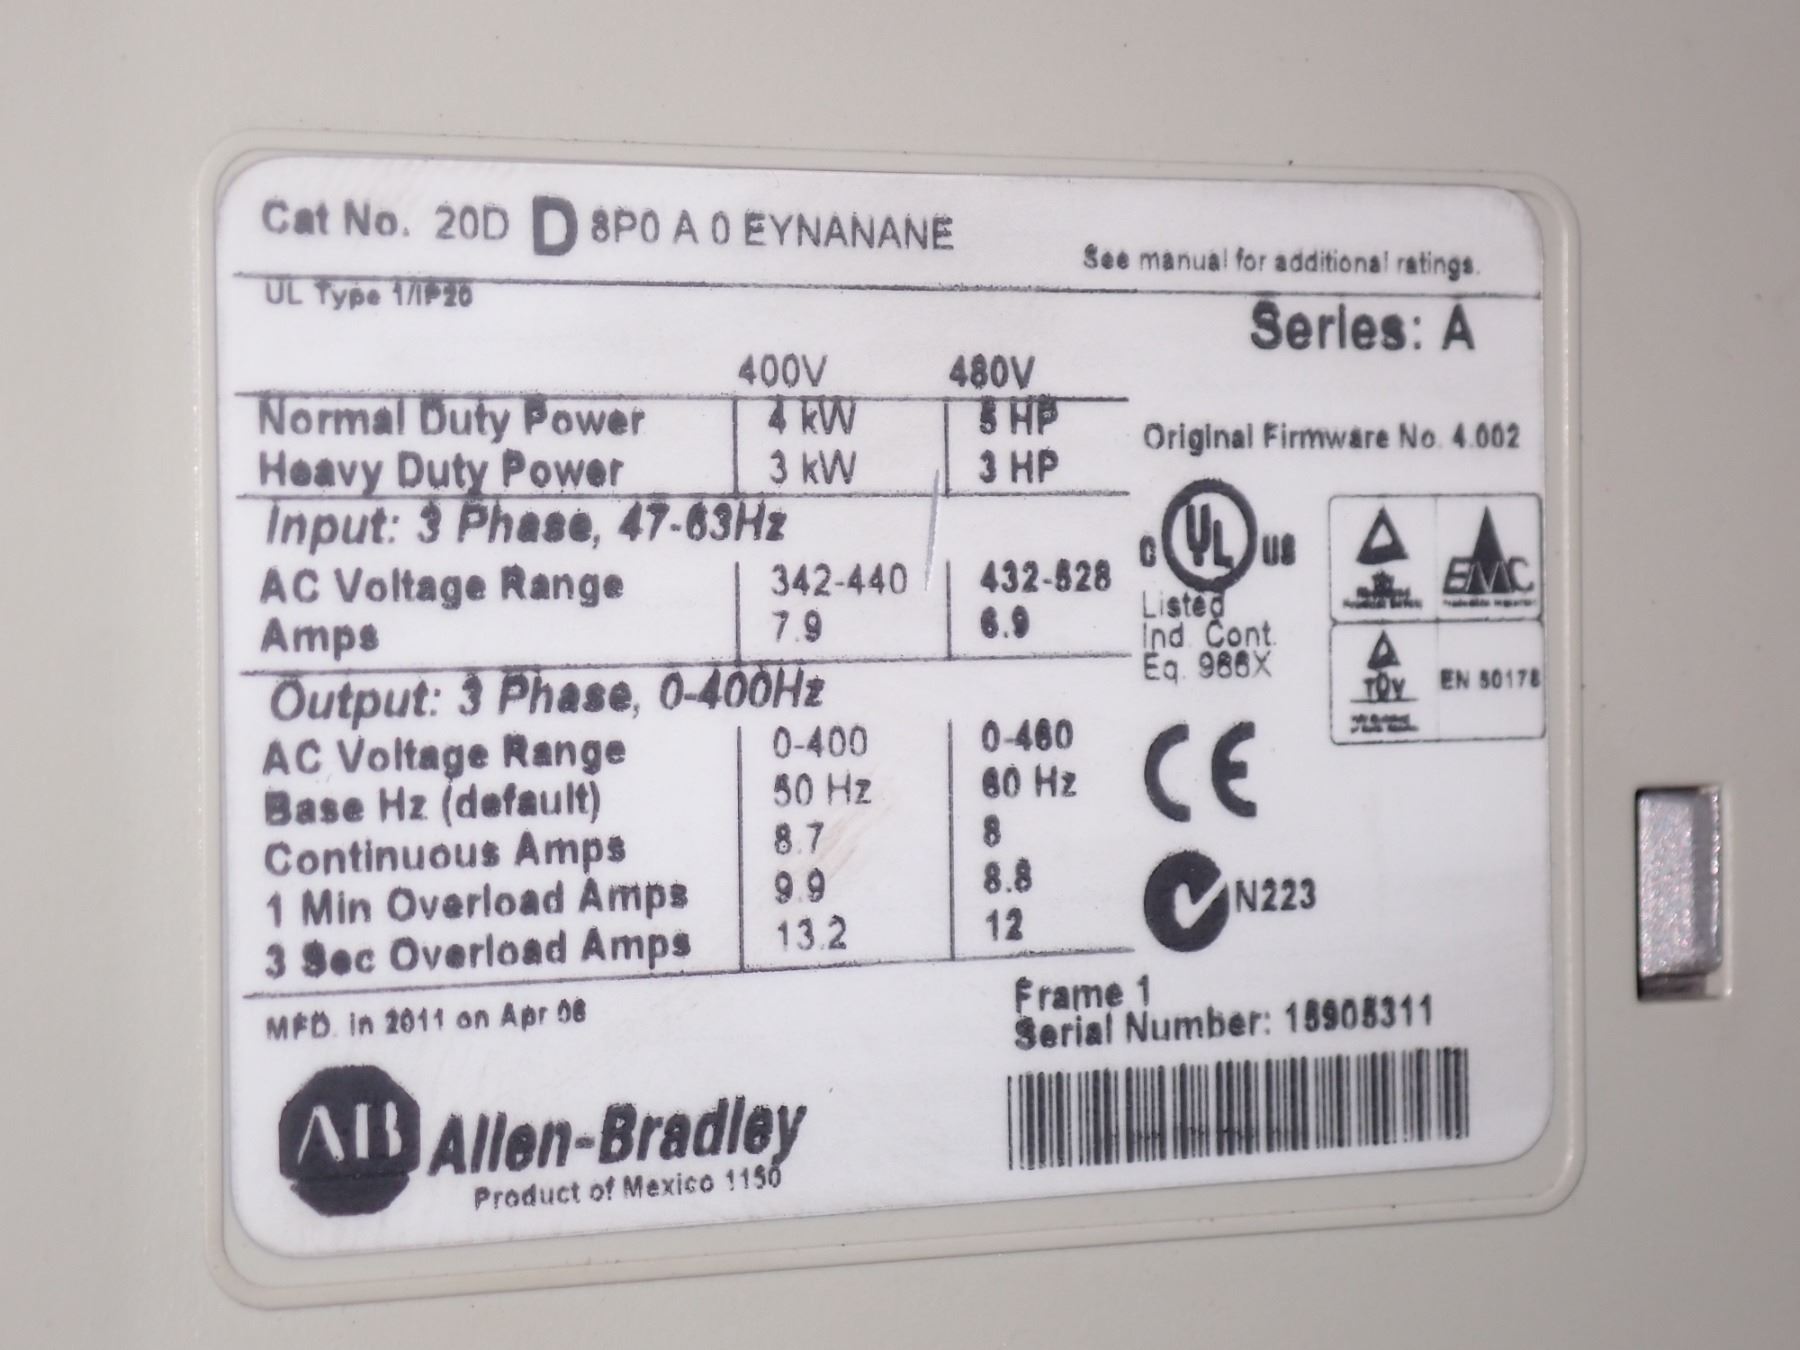 Cat No. 20D D 8P0 A 0 EYNANANE
See manual for additional ratings.
UL Type 1/IP20
Series: A
400V 480V
Normal Duty Power 4 kW 5 HP
Heavy Duty Power 3 kW 3 HP
Original Firmware No. 4.002
Input: 3 Phase, 47-63Hz
AC Voltage Range 342-440 432-528
Amps 7.9 6.9
C UL US
Listed
Ind. Cont.
Eq. 966X
EMC
TÜV
EN 50178
Output: 3 Phase, 0-400Hz
AC Voltage Range 0-400 0-460
Base Hz (default) 50 Hz 60 Hz
Continuous Amps 8.7 8
1 Min Overload Amps 9.9 8.8
3 Sec Overload Amps 13.2 12
CE
N223
MFD. in 2011 on Apr 06
Frame 1
Serial Number: 15905311
AB Allen-Bradley
Product of Mexico 1150